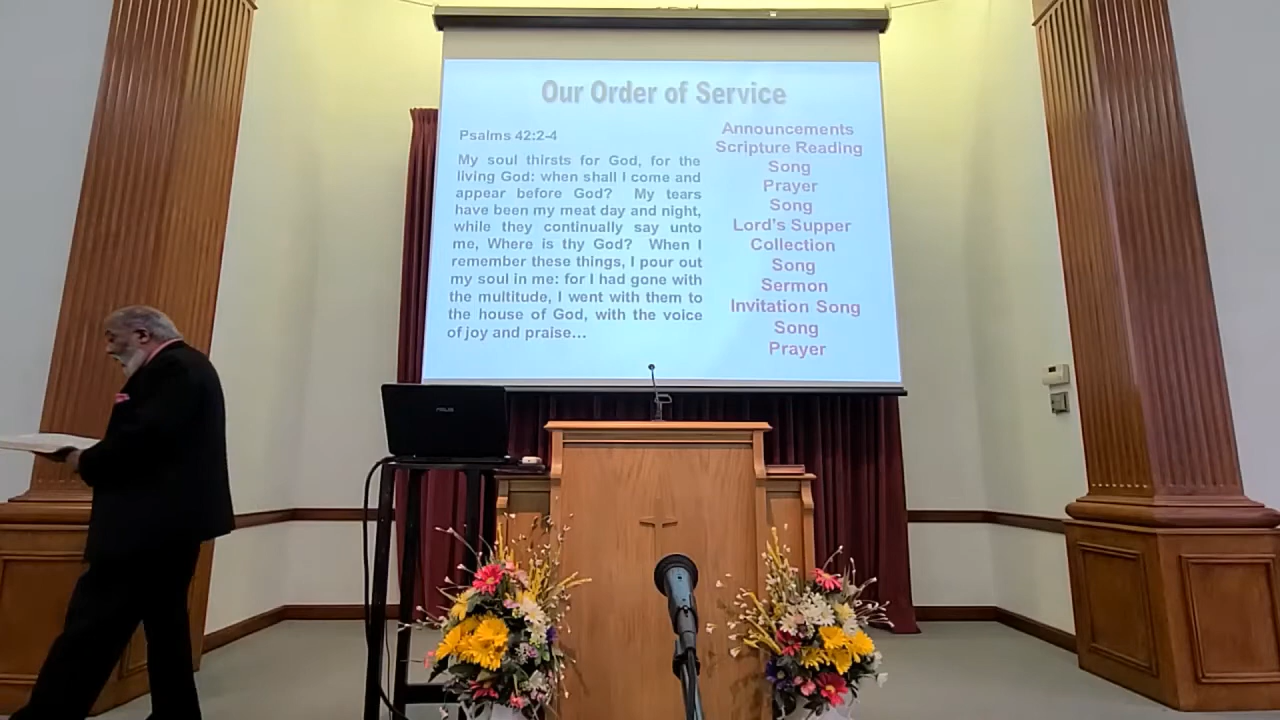 Our Order of Service
Psalms 42:2-4
My soul thirsts for God, for the
living God: when shall I come and
appear before God? My tears
have been my meat day and night,
while they continually say unto
me, Where is thy God? When I
remember these things, I pour out
my soul in me: for I had gone with
the multitude, I went with them to
the house of God, with the voice
of joy and praise...
Announcements
Scripture Reading
Song
Prayer
Song
Lord's Supper
Collection
Song
Sermon
Invitation Song
Song
Prayer
ASUS